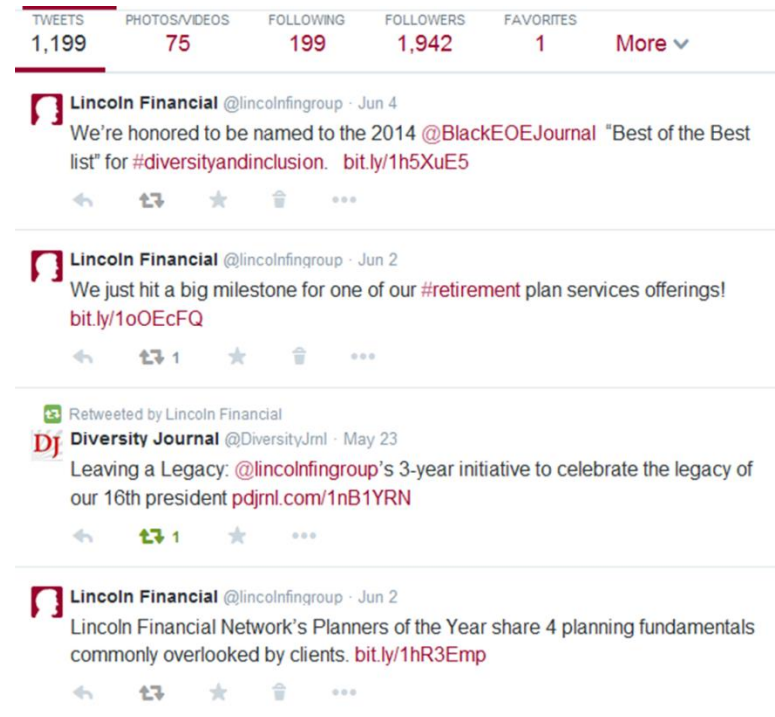 TWEETS PHOTOS/VIDEOS FOLLOWING FOLLOWERS FAVORITES
1,199 75 199 1,942 1 More
Lincoln Financial @lincolnfingroup · Jun 4
We're honored to be named to the 2014 @BlackEOEJournal "Best of the Best
list" for #diversityandinclusion. bit.ly/1h5XuE5
Lincoln Financial @lincolnfingroup · Jun 2
We just hit a big milestone for one of our #retirement plan services offerings!
bit.ly/1oOEcFQ
1
Retweeted by Lincoln Financial
DJ Diversity Journal @DiversityJrnl · May 23
Leaving a Legacy: @lincolnfingroup's 3-year initiative to celebrate the legacy of
our 16th president pdjrnl.com/1nB1YRN
1
Lincoln Financial @lincolnfingroup · Jun 2
Lincoln Financial Network's Planners of the Year share 4 planning fundamentals
commonly overlooked by clients. bit.ly/1hR3Emp